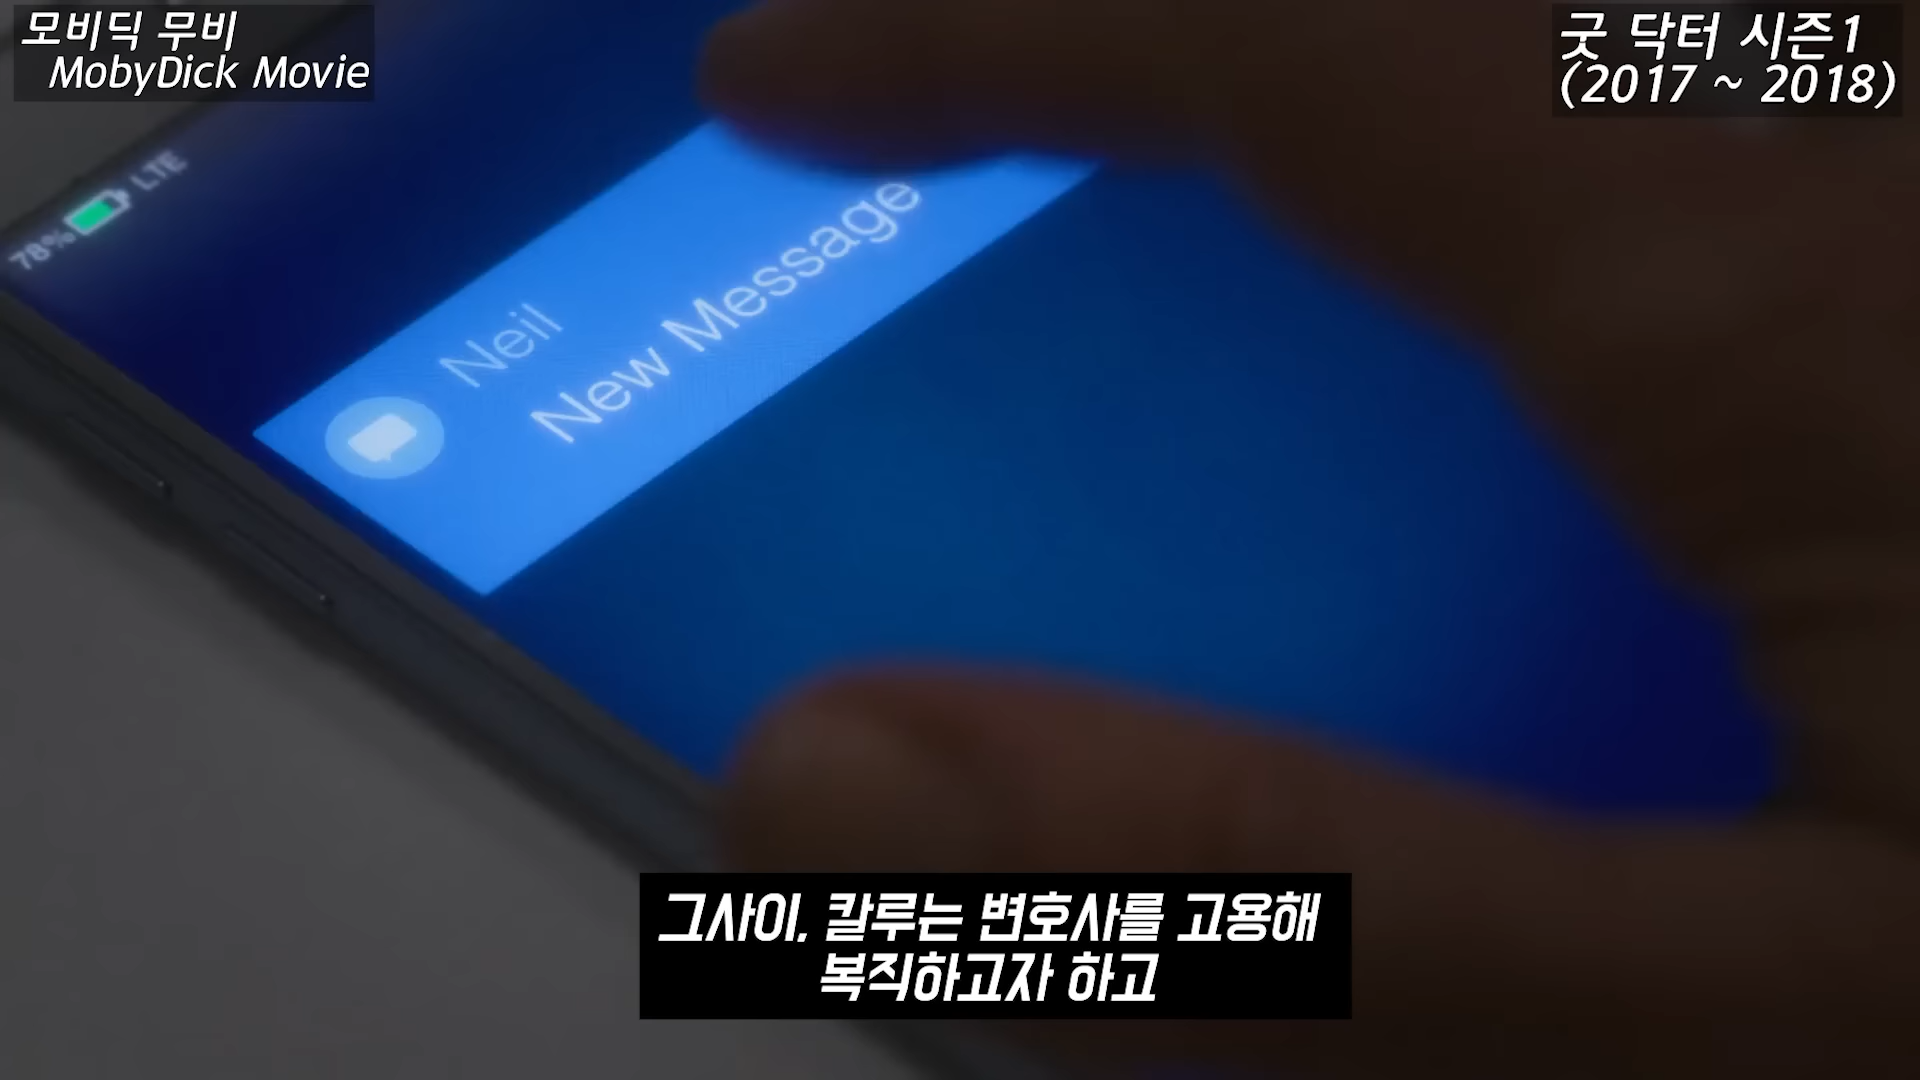 모비딕 무비
MobyDick Movie
굿 닥터 시즌1
(2017 ~ 2018)
78% LTE
Neil
New Message
그사이, 칼루는 변호사를 고용해
복직하고자 하고